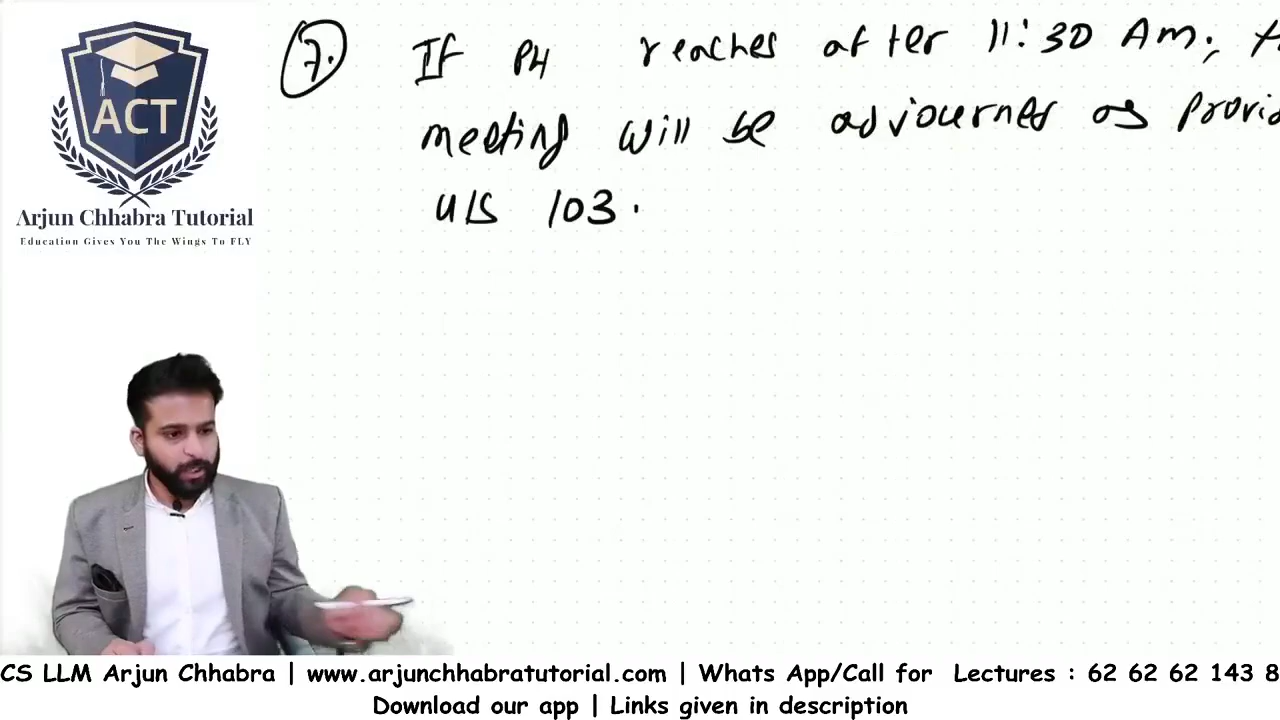 ACT
Arjun Chhabra Tutorial
Education Gives You The Wings To FLY
7.
If P4 reaches after 11:30 Am.,
meeting will be adjourned as
u/s 103.
CS LLM Arjun Chhabra | www.arjunchhabratutorial.com | Whats App/Call for Lectures : 62 62 62 143 8
Download our app | Links given in description